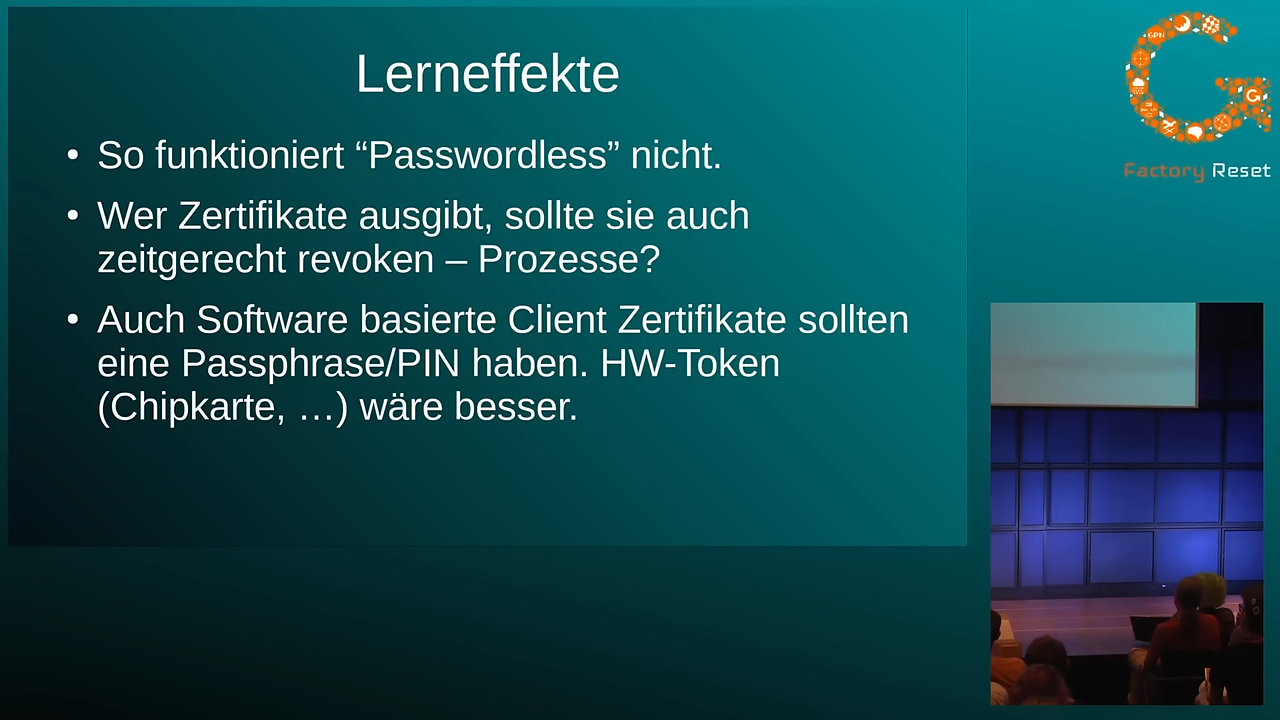 Lerneffekte
• So funktioniert “Passwordless” nicht.
• Wer Zertifikate ausgibt, sollte sie auch
zeitgerecht revoken – Prozesse?
• Auch Software basierte Client Zertifikate sollten
eine Passphrase/PIN haben. HW-Token
(Chipkarte, …) wäre besser.
GPN
G
Factory Reset